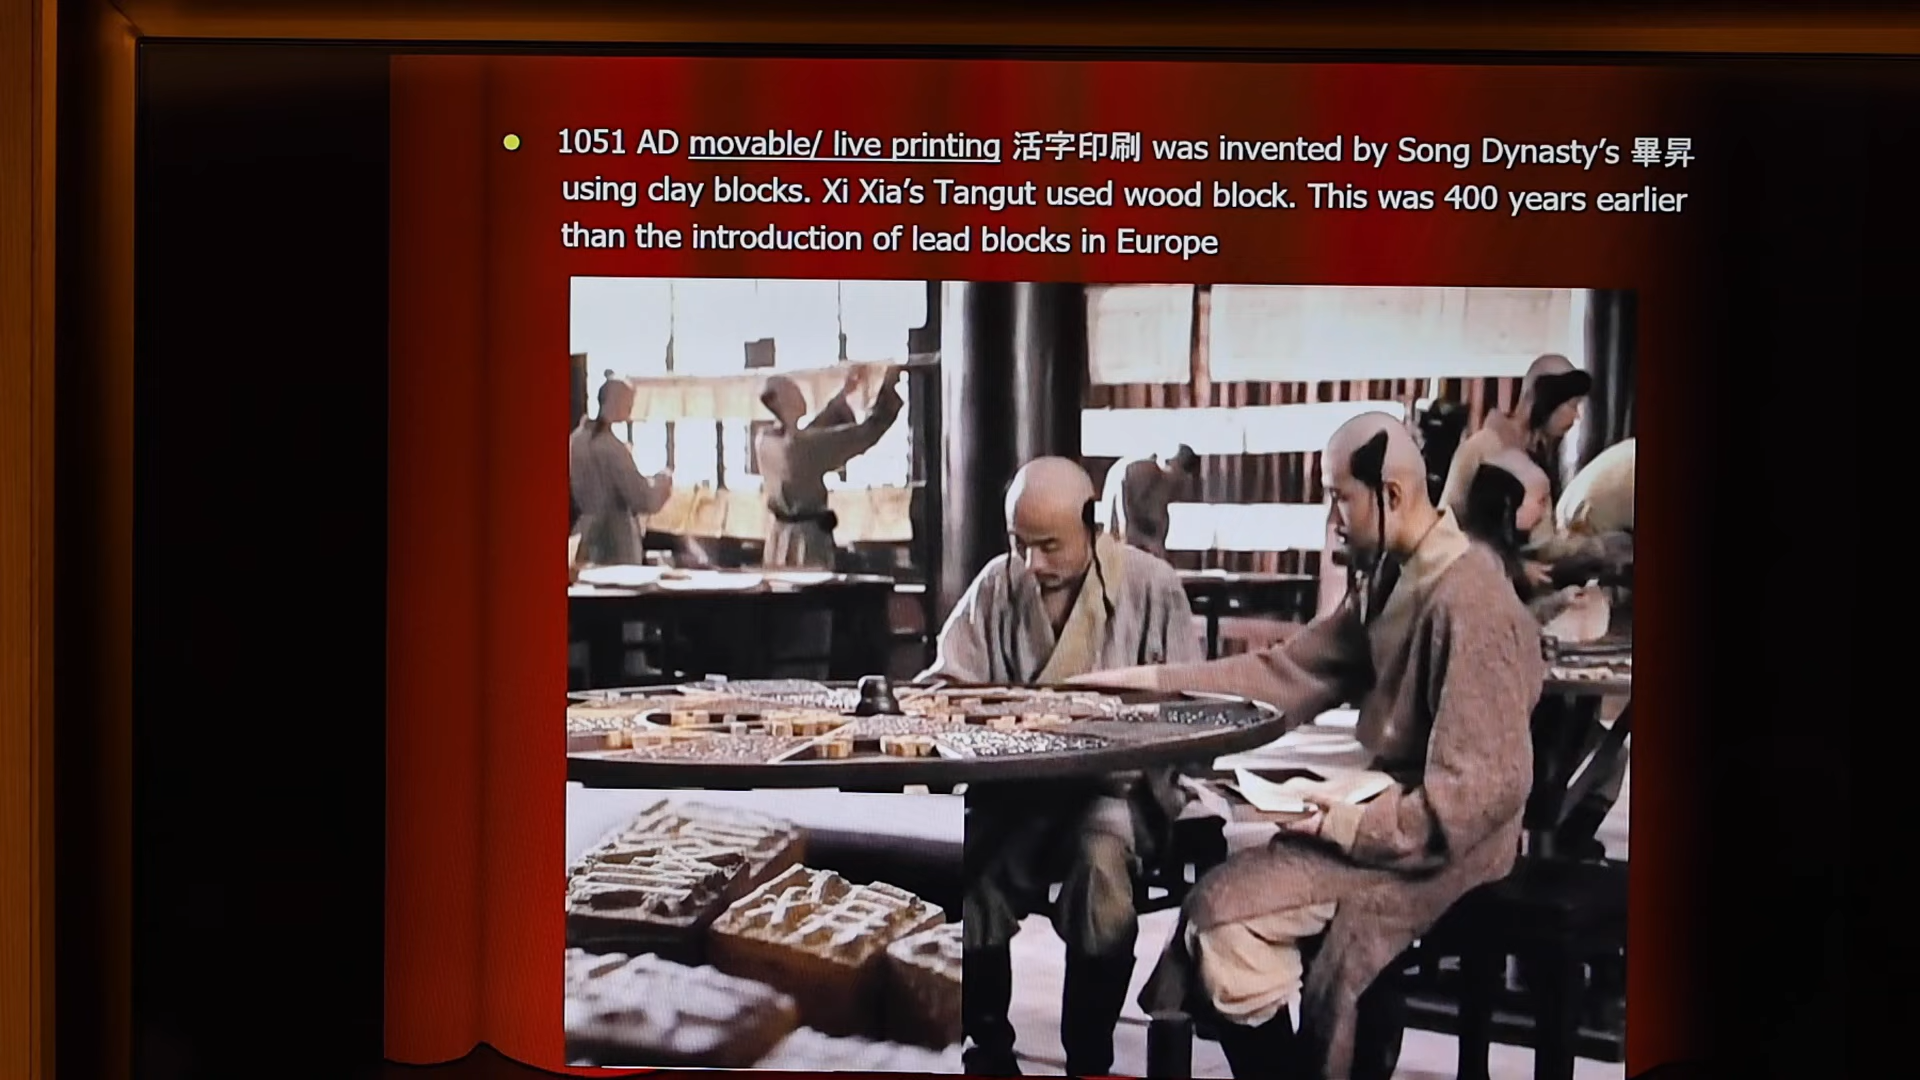 1051 AD movable/ live printing 活字印刷 was invented by Song Dynasty's 畢昇
using clay blocks. Xi Xia's Tangut used wood block. This was 400 years earlier
than the introduction of lead blocks in Europe